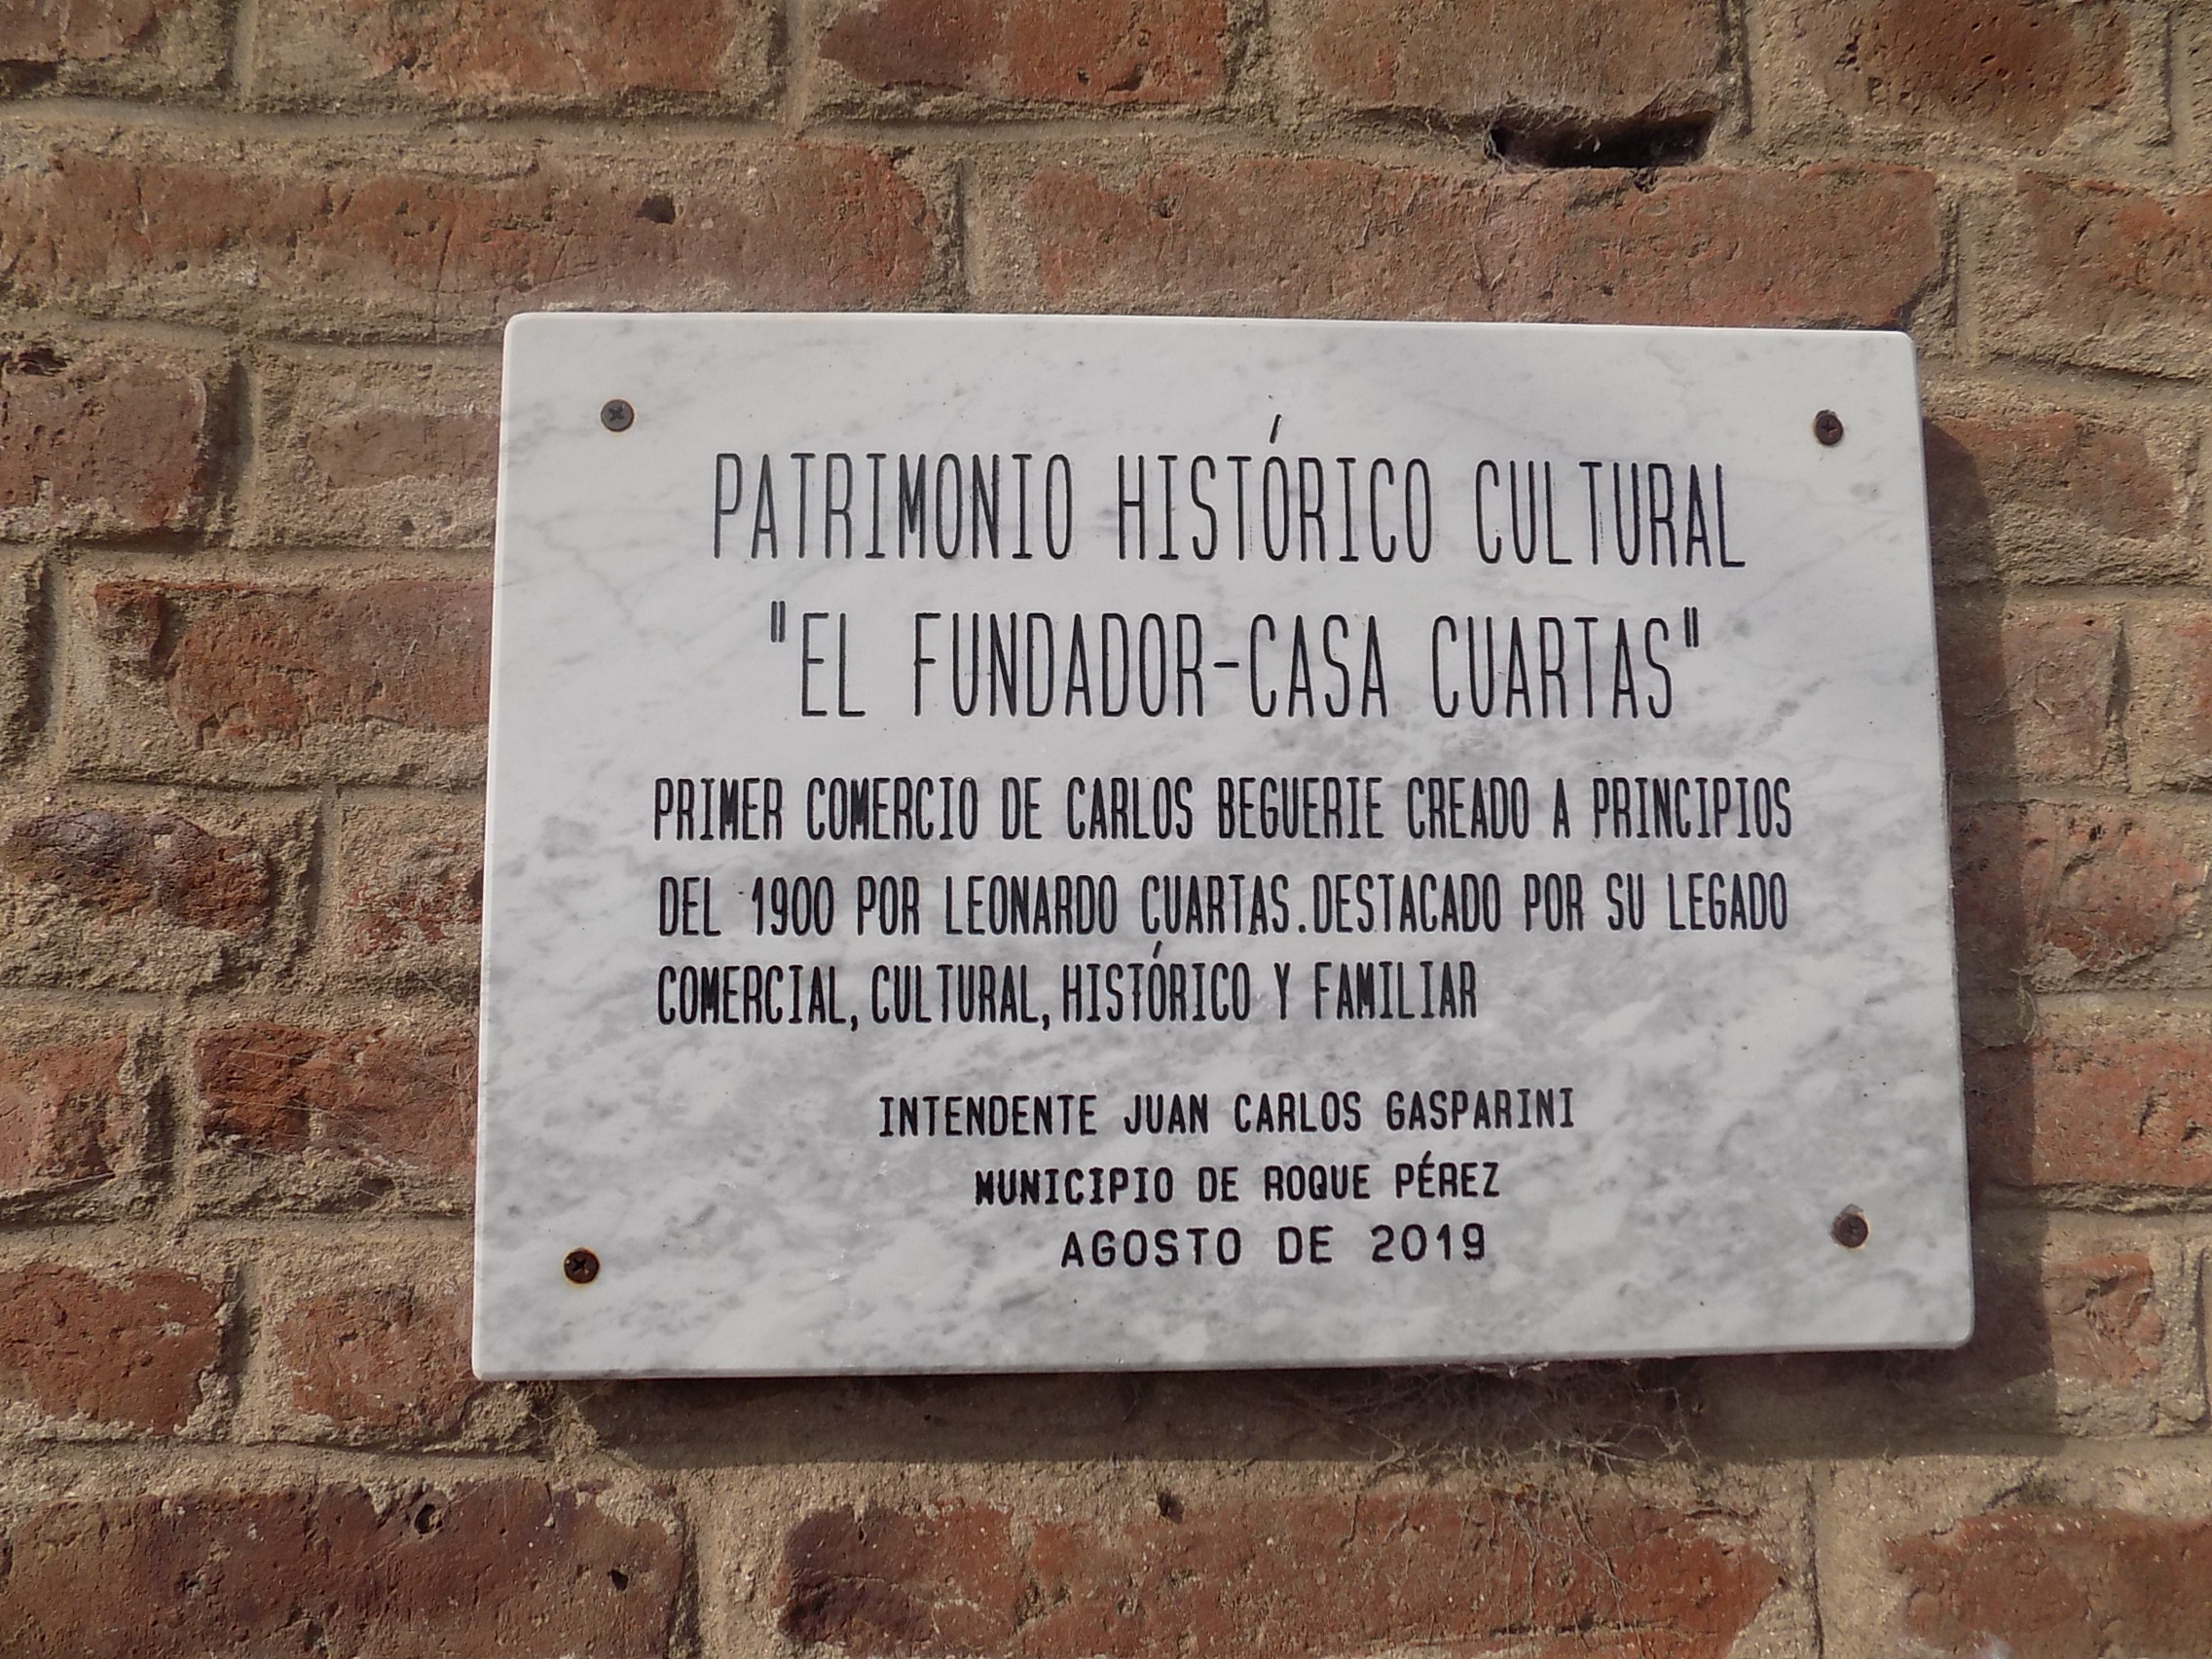 PATRIMONIO HISTÓRICO CULTURAL
"EL FUNDADOR-CASA CUARTAS"
PRIMER COMERCIO DE CARLOS BEGUERIE CREADO A PRINCIPIOS
DEL 1900 POR LEONARDO CUARTAS.DESTACADO POR SU LEGADO
COMERCIAL, CULTURAL, HISTÓRICO Y FAMILIAR
INTENDENTE JUAN CARLOS GASPARINI
MUNICIPIO DE ROQUE PÉREZ
AGOSTO DE 2019